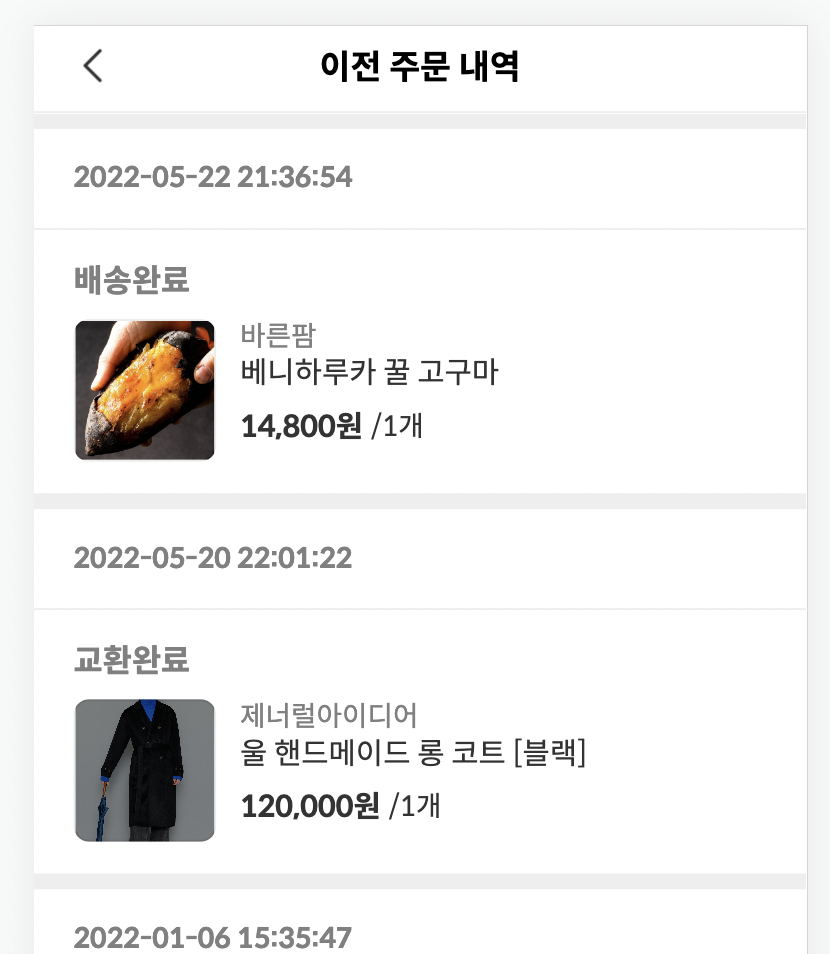 이전 주문 내역
2022-05-22 21:36:54
배송완료
바른팜
베니하루카 꿀 고구마
14,800원 /1개
2022-05-20 22:01:22
교환완료
제너럴아이디어
울 핸드메이드 롱 코트 [블랙]
120,000원 /1개
2022-01-06 15:35:47